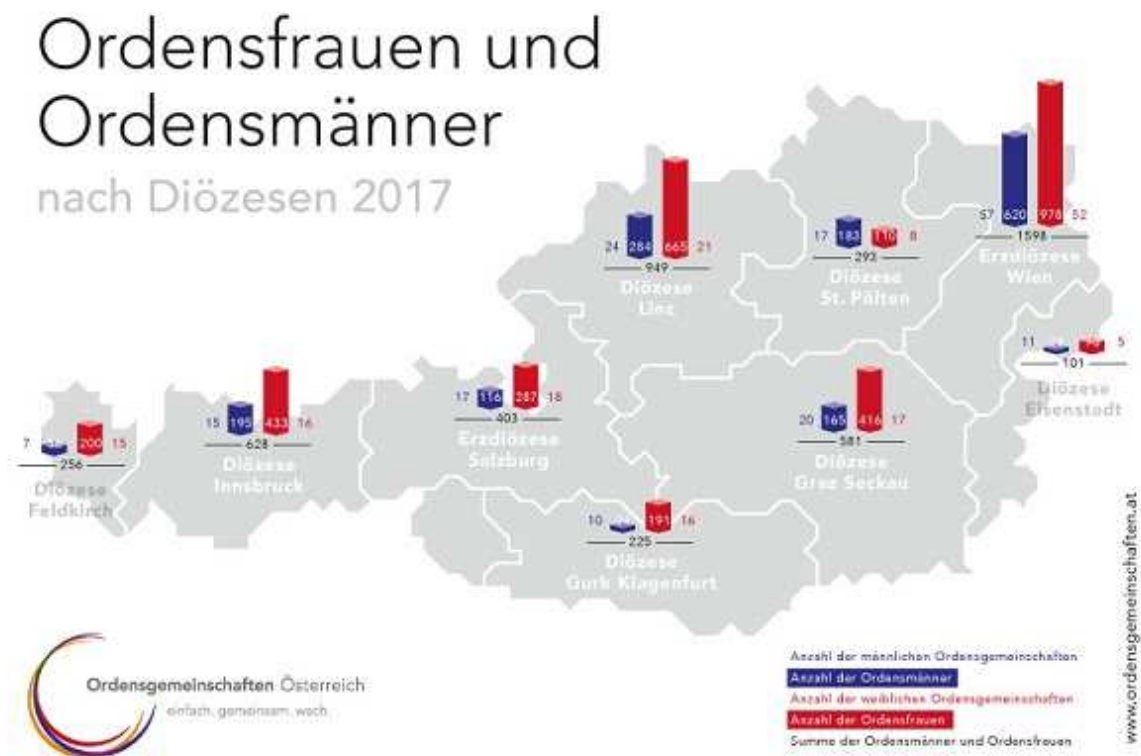 Ordensfrauen und
Ordensmänner
nach Diözesen 2017
57 620 978 52
1598
Erzdiözese
Wien
24 284 665 21
949
Diözese
Linz
17 183 110 8
293
Diözese
St. Pölten
11 5
101
Diözese
Eisenstadt
7 200 15
256
Diözese
Feldkirch
15 195 433 16
628
Diözese
Innsbruck
17 116 287 18
403
Erzdiözese
Salzburg
20 165 416 17
581
Diözese
Graz Seckau
10 191 16
225
Diözese
Gurk Klagenfurt
Ordensgemeinschaften Österreich
einfach. gemeinsam. wach.
Anzahl der männlichen Ordensgemeinschaften
Anzahl der Ordensmänner
Anzahl der weiblichen Ordensgemeinschaften
Anzahl der Ordensfrauen
Summe der Ordensmänner und Ordensfrauen
www.ordensgemeinschaften.at